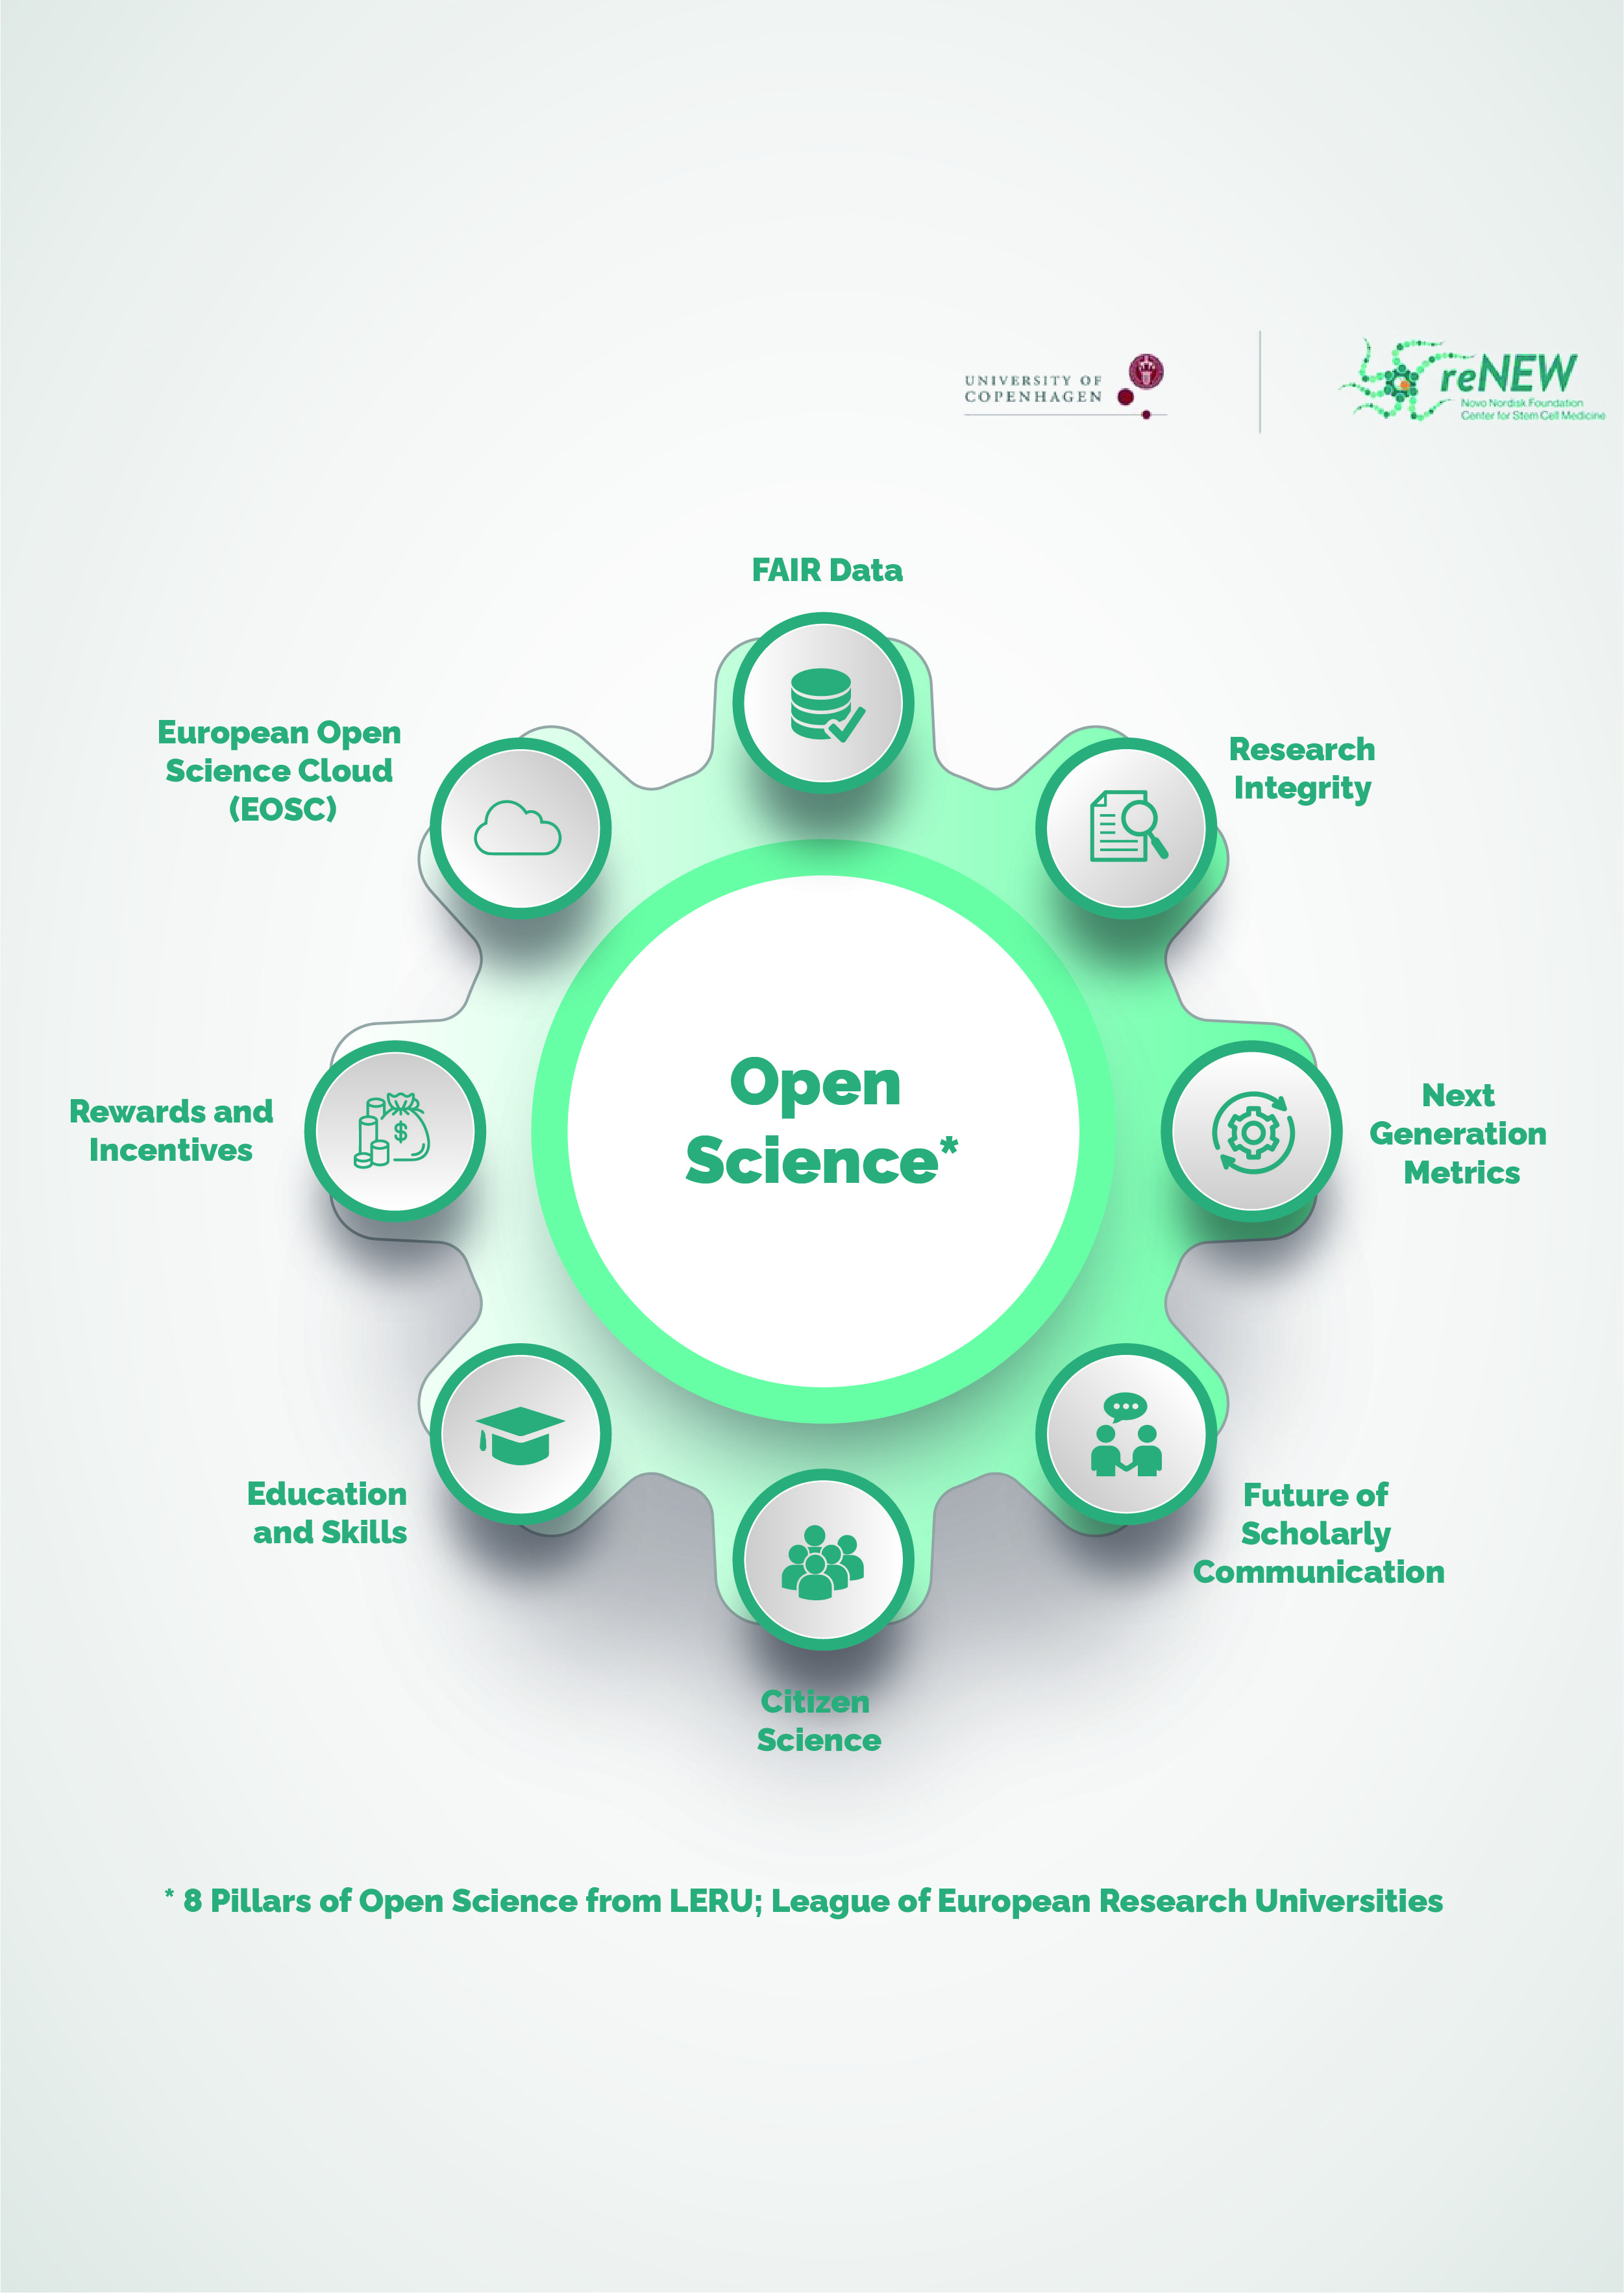 UNIVERSITY OF
COPENHAGEN
reNEW
Novo Nordisk Foundation
Center for Stem Cell Medicine
FAIR Data
European Open
Science Cloud
(EOSC)
Research
Integrity
Open
Science*
Rewards and
Incentives
$
Next
Generation
Metrics
Education
and Skills
Future of
Scholarly
Communication
Citizen
Science
* 8 Pillars of Open Science from LERU; League of European Research Universities